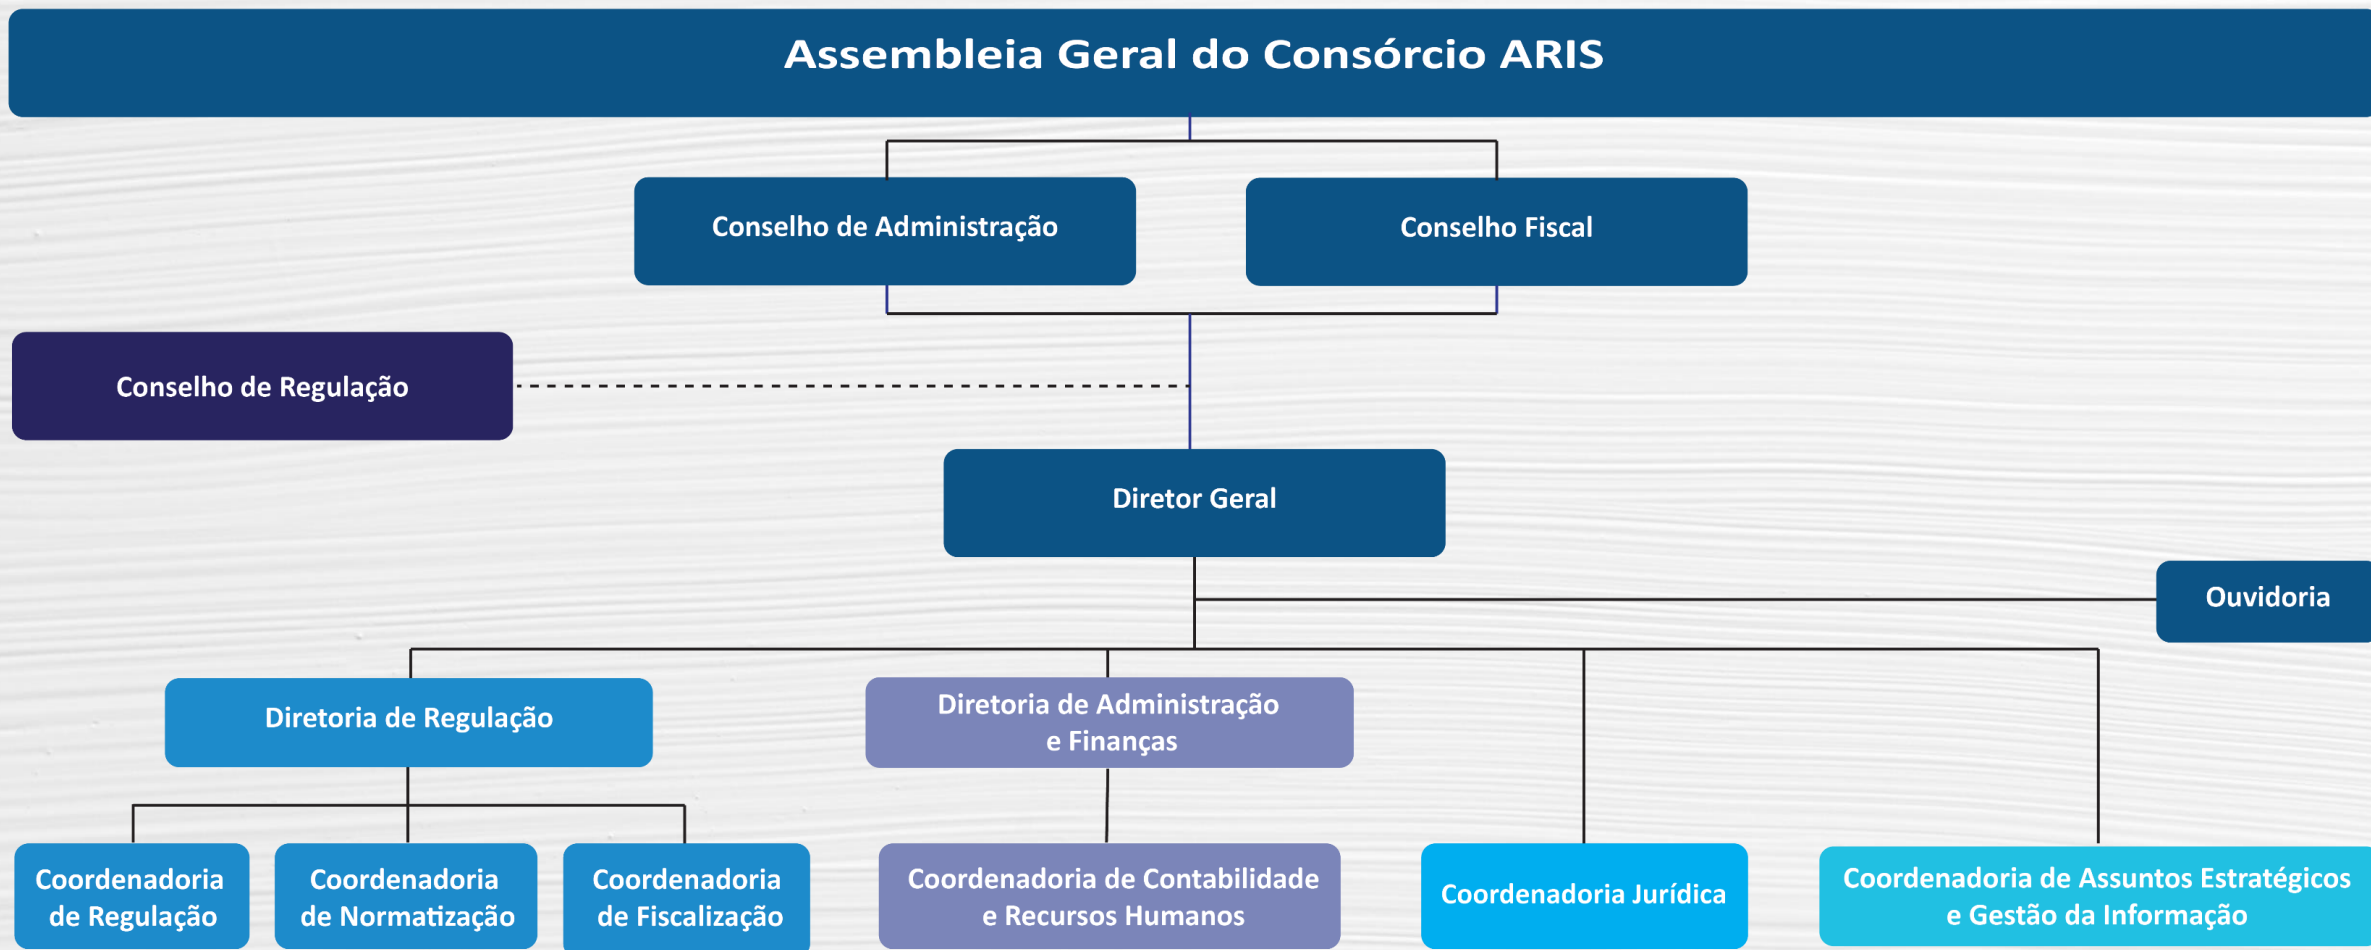 Assembleia Geral do Consórcio ARIS
Conselho de Administração
Conselho Fiscal
Conselho de Regulação
Diretor Geral
Ouvidoria
Diretoria de Regulação
Diretoria de Administração
e Finanças
Coordenadoria
de Regulação
Coordenadoria
de Normatização
Coordenadoria
de Fiscalização
Coordenadoria de Contabilidade
e Recursos Humanos
Coordenadoria Jurídica
Coordenadoria de Assuntos Estratégicos
e Gestão da Informação